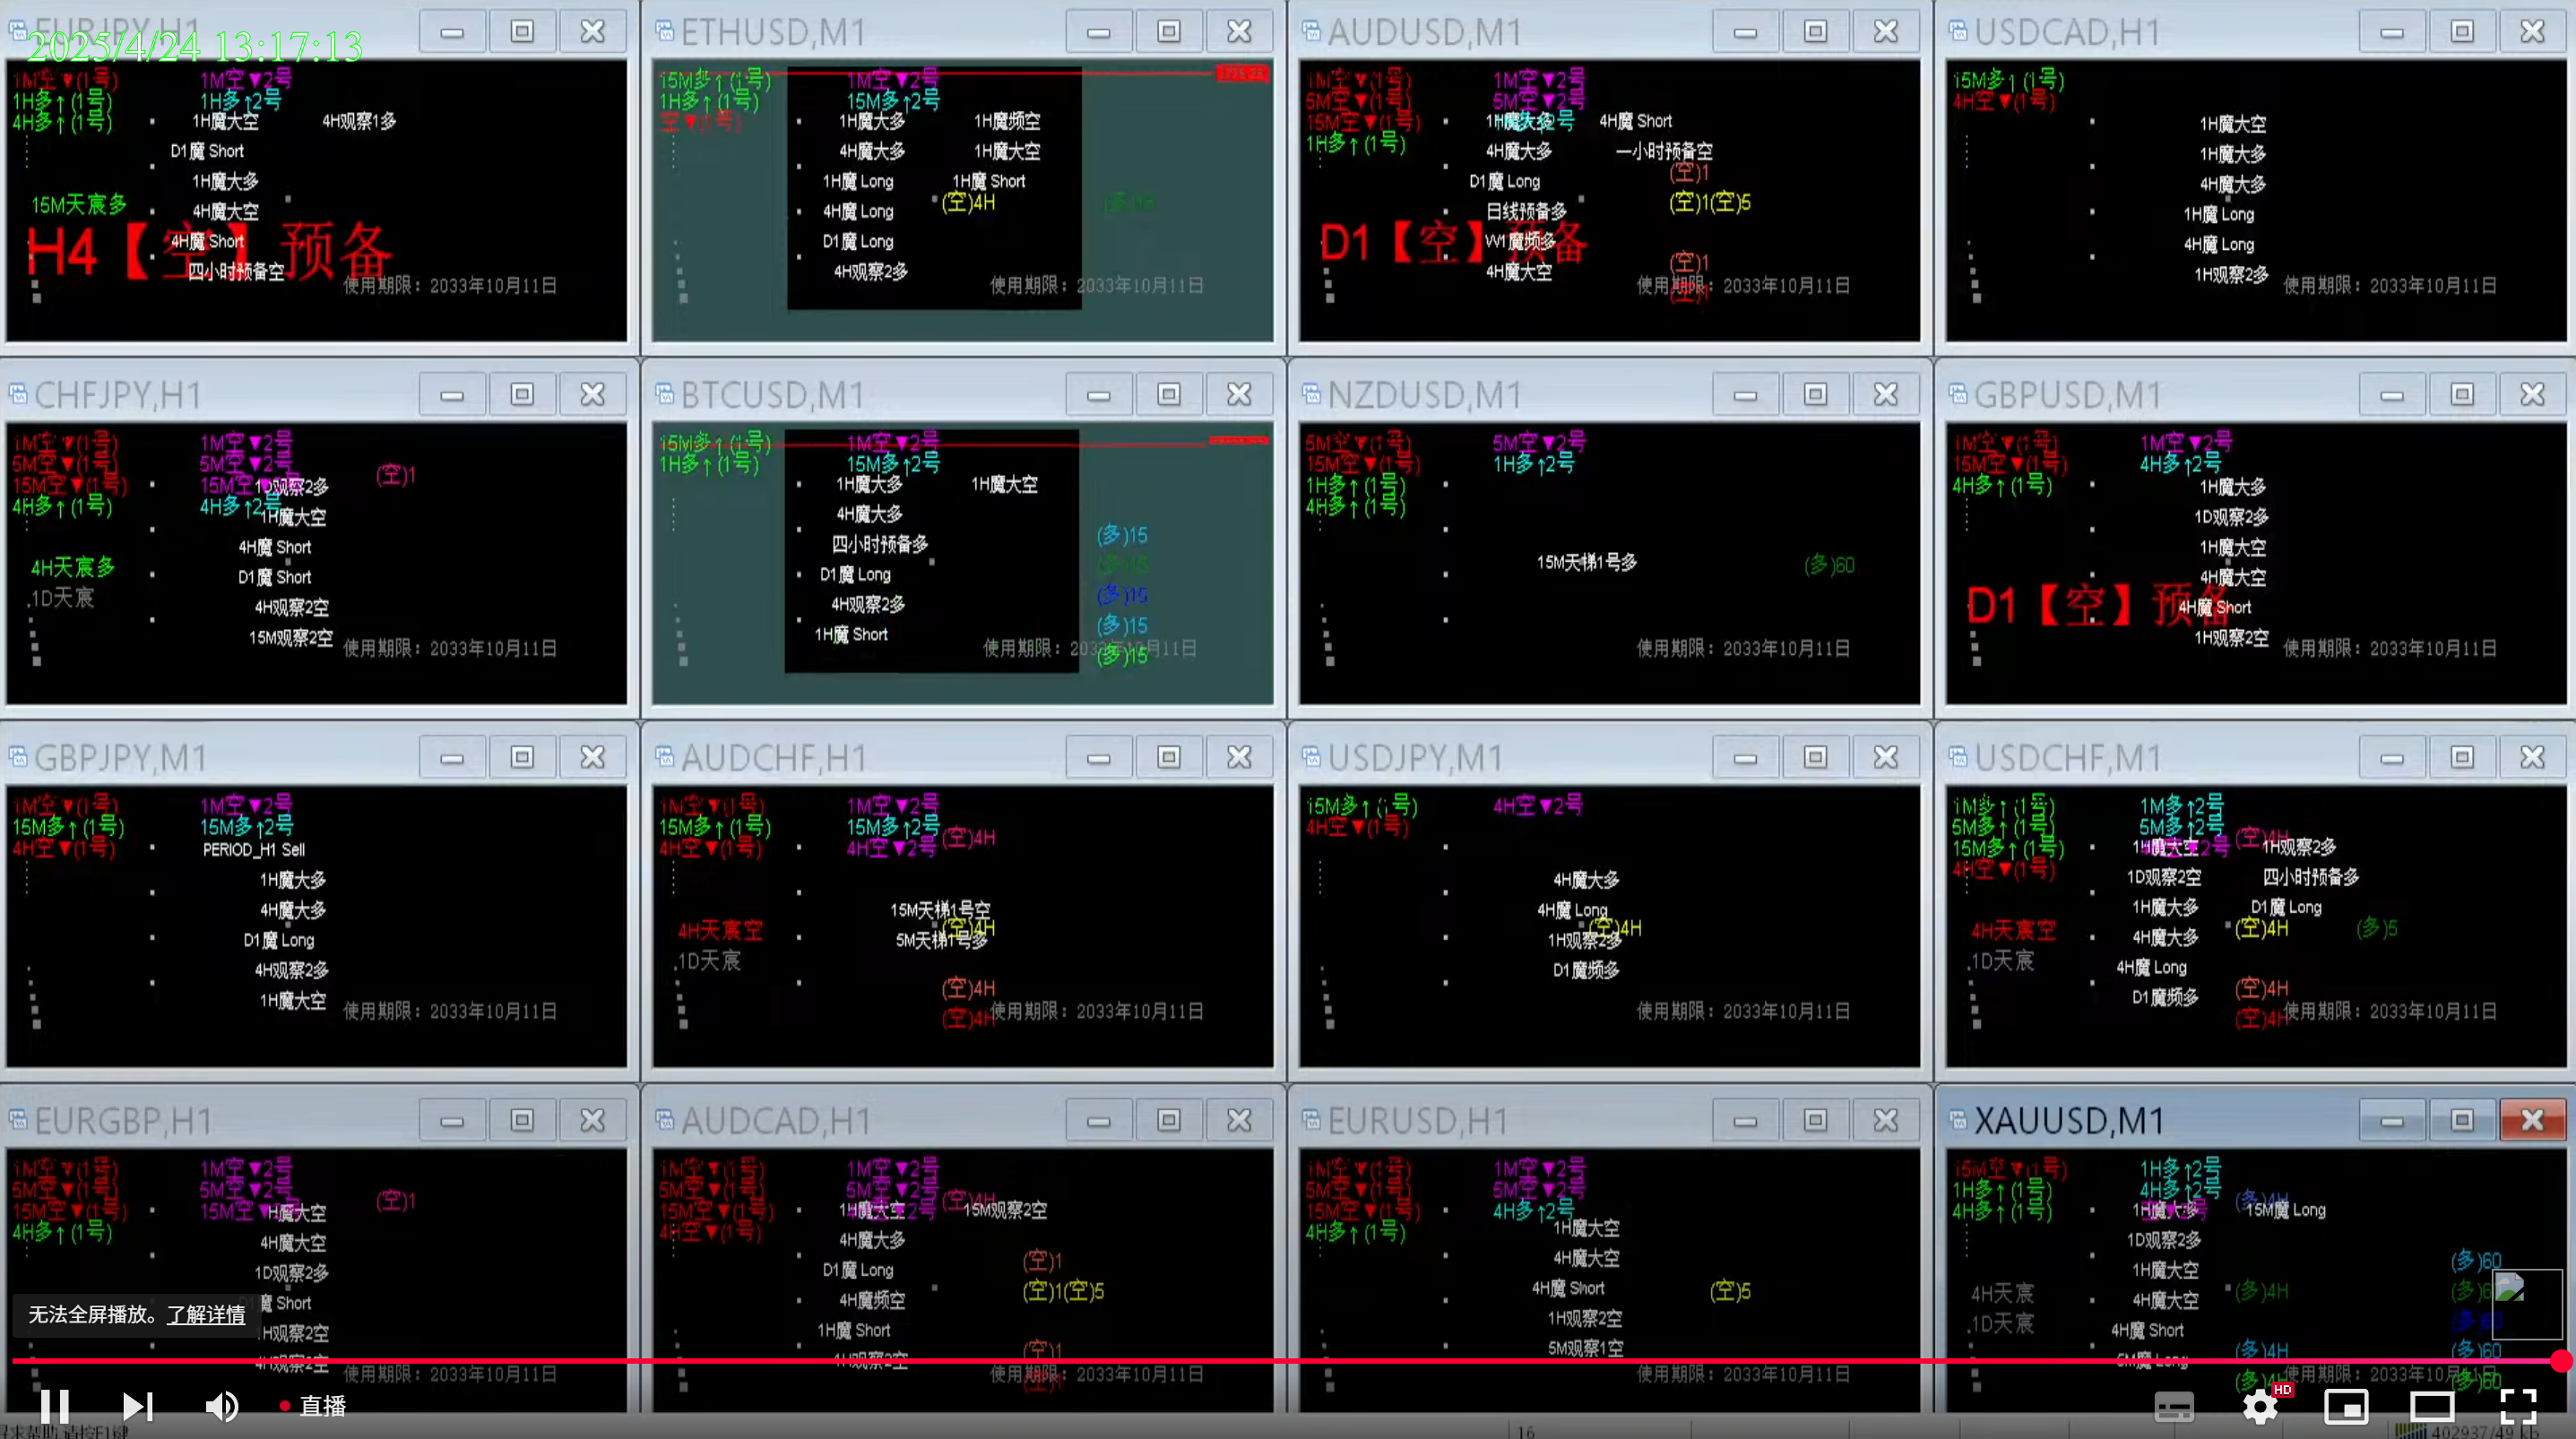 EURJPY,H1
2025/4/24 13:17:13
1M空▼(1号) 1M空▼2号
1H多↑(1号) 1H多↑2号
4H多↑(1号) 1H魔大空 4H观察1多
D1魔 Short
1H魔大多
15M天宸多 4H魔大空
H4【空】预备
4H魔 Short
四小时预备空
使用期限：2033年10月11日
ETHUSD,M1
15M多↑(1号) 1M空▼2号
1H多↑(1号) 15M多↑2号
空▼(1号) 1H魔大多 1H魔频空
4H魔大多 1H魔大空
1H魔 Long 1H魔 Short
4H魔 Long (空)4H
D1魔 Long
4H观察2多
使用期限：2033年10月11日
AUDUSD,M1
1M空▼(1号) 1M空▼2号
5M空▼(1号) 5M空▼2号
15M空▼(1号) 1H魔大多 4H魔 Short
1H多↑(1号) 4H魔大多 一小时预备空
(空)1
D1魔 Long
日线预备多 (空)1(空)5
D1【空】预备
W1魔频多
(空)1
4H魔大空
(空)1
使用期限：2033年10月11日
USDCAD,H1
15M多↑(1号)
4H空▼(1号)
1H魔大空
1H魔大多
4H魔大多
1H魔 Long
4H魔 Long
1H观察2多
使用期限：2033年10月11日
CHFJPY,H1
1M空▼(1号) 1M空▼2号
5M空▼(1号) 5M空▼2号 (空)1
15M空▼(1号) 15M空 1D观察2多
4H多↑(1号) 4H多↑2号
1H魔大空
4H魔 Short
4H天宸多 D1魔 Short
.1D天宸 4H观察2空
15M观察2空
使用期限：2033年10月11日
BTCUSD,M1
15M多↑(1号) 1M空▼2号
1H多↑(1号) 15M多↑2号
1H魔大多 1H魔大空
4H魔大多
四小时预备多 (多)15
D1魔 Long
4H观察2多 (多)15
1H魔 Short (多)15
(多)15
使用期限：2033年10月11日
NZDUSD,M1
5M空▼(1号) 5M空▼2号
15M空▼(1号) 1H多↑2号
1H多↑(1号)
4H多↑(1号)
15M天梯1号多 (多)60
使用期限：2033年10月11日
GBPUSD,M1
1M空▼(1号) 1M空▼2号
15M空▼(1号) 4H多↑2号
4H多↑(1号) 1H魔大多
1D观察2多
1H魔大空
4H魔大空
D1【空】预备
4H魔 Short
1H观察2空
使用期限：2033年10月11日
GBPJPY,M1
1M空▼(1号) 1M空▼2号
15M多↑(1号) 15M多↑2号
4H空▼(1号) PERIOD_H1 Sell
1H魔大多
4H魔大多
D1魔 Long
4H观察2多
1H魔大空
使用期限：2033年10月11日
AUDCHF,H1
1M空▼(1号) 1M空▼2号
15M多↑(1号) 15M多↑2号
4H空▼(1号) 4H空▼2号 (空)4H
15M天梯1号空
4H天宸空 (空)4H
5M天梯1号多
.1D天宸
(空)4H
(空)4H
使用期限：2033年10月11日
USDJPY,M1
15M多↑(1号) 4H空▼2号
4H空▼(1号)
4H魔大多
4H魔 Long
(空)4H
1H观察2多
D1魔频多
使用期限：2033年10月11日
USDCHF,M1
1M多↑(1号) 1M多↑2号
5M多↑(1号) 5M多↑2号 (空)4H
15M多↑(1号) 1H魔大空 1H观察2多
4H空▼(1号) 1D观察2空 四小时预备多
1H魔大多 D1魔 Long
4H天宸空 4H魔大多 (空)4H (多)5
.1D天宸 4H魔 Long
(空)4H
D1魔频多
(空)4H
使用期限：2033年10月11日
EURGBP,H1
1M空▼(1号) 1M空▼2号
5M空▼(1号) 5M空▼2号 (空)1
15M空▼(1号) 15M空 1H魔大空
4H多↑(1号) 4H魔大空
1D观察2多
D1魔 Short
1H观察2空
4H观察2空
使用期限：2033年10月11日
AUDCAD,H1
1M空▼(1号) 1M空▼2号
5M空▼(1号) 5M空▼2号 (空)4H
15M空▼(1号) 1H魔大空 15M观察2空
4H空▼(1号) 4H魔大多
(空)1
D1魔 Long
4H魔频空 (空)1(空)5
1H魔 Short
(空)1
1H观察2空
(空)1
使用期限：2033年10月11日
EURUSD,H1
1M空▼(1号) 1M空▼2号
5M空▼(1号) 5M空▼2号
15M空▼(1号) 4H多↑2号
4H多↑(1号) 1H魔大空
4H魔大空
4H魔 Short (空)5
1H观察2空
5M观察1空
使用期限：2033年10月11日
XAUUSD,M1
15M空▼(1号) 1H多↑2号
1H多↑(1号) 4H多↑2号 (多)4H
4H多↑(1号) 1H魔大多 15M魔 Long
1D观察2多
1H魔大空 (多)60
4H天宸 4H魔大空 (多)4H
.1D天宸 4H魔 Short
(多)4H (多)60
5M魔 Long
(多)4H (多)60
使用期限：2033年10月11日
无法全屏播放。了解详情
直播
HD
寻求帮助,请按F1键
16
402937/49 kb